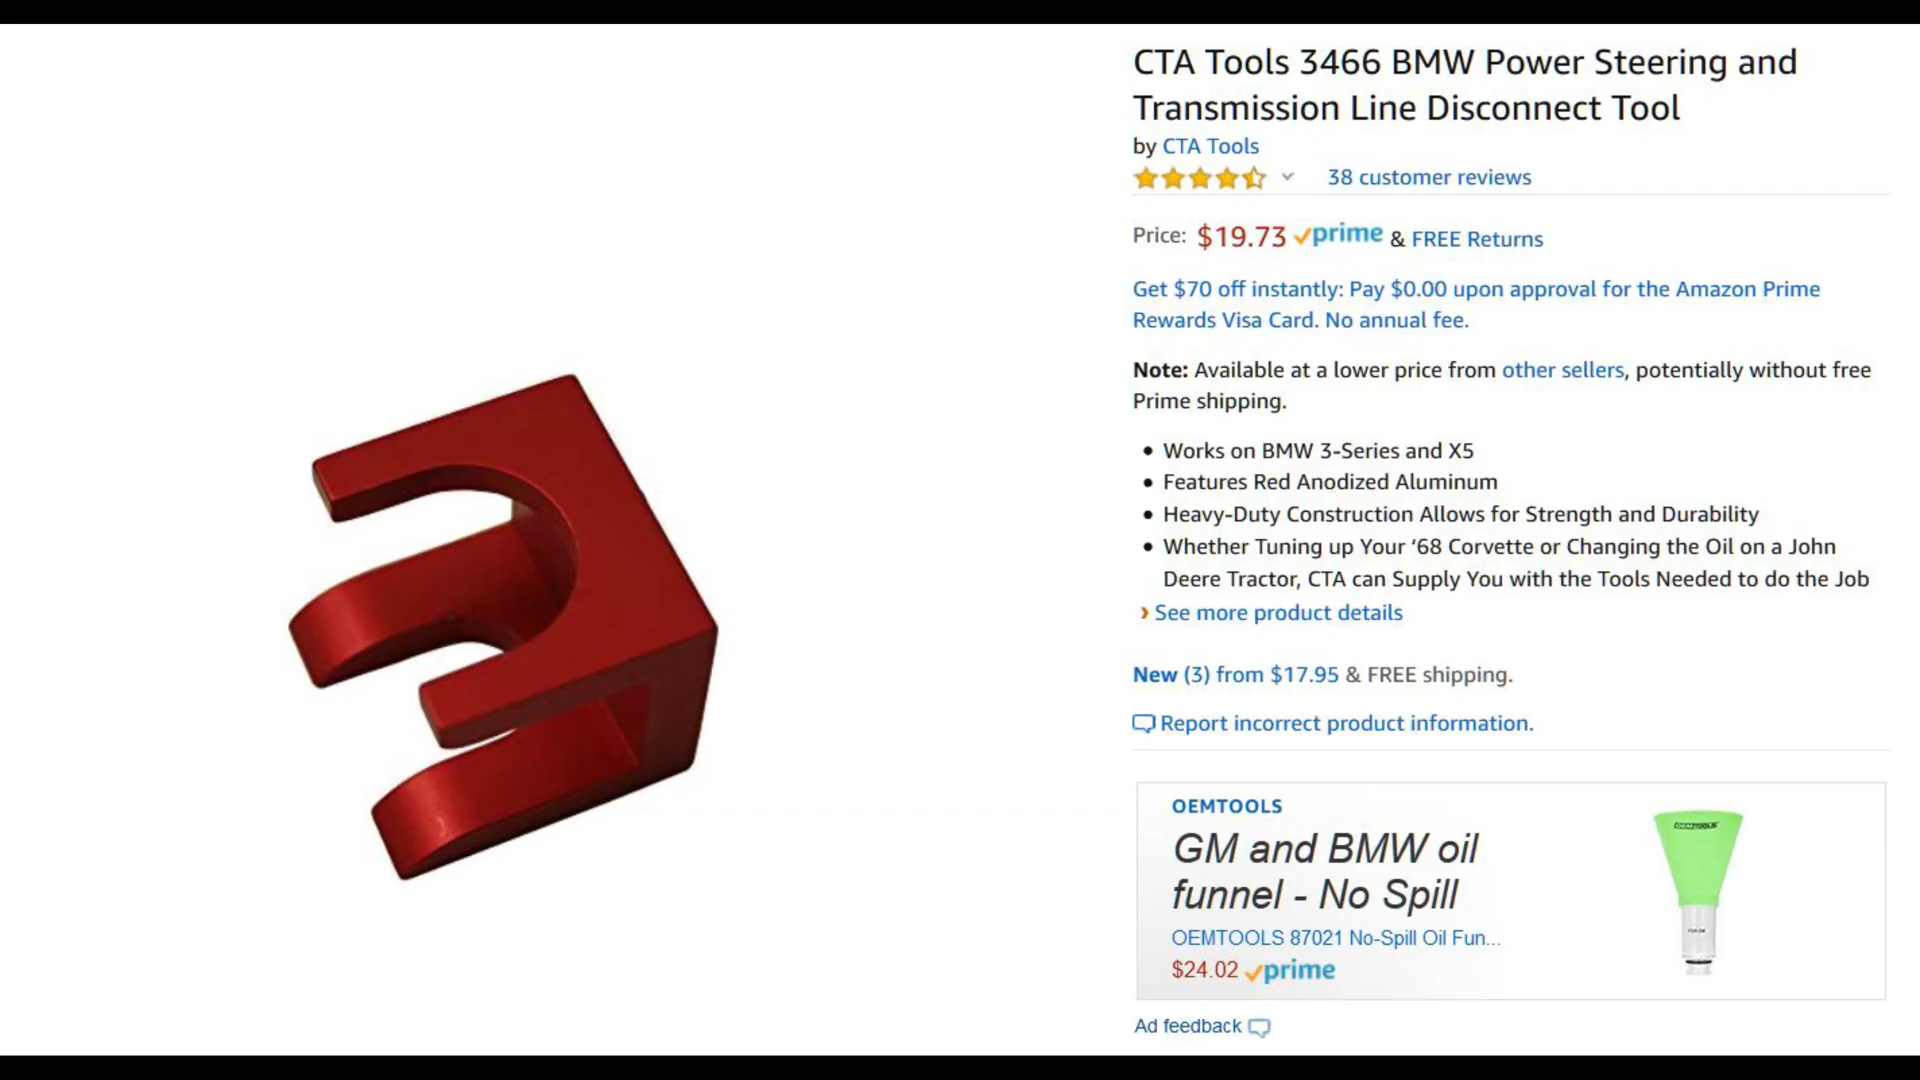 CTA Tools 3466 BMW Power Steering and
Transmission Line Disconnect Tool
by CTA Tools
38 customer reviews
Price: $19.73 prime & FREE Returns
Get $70 off instantly: Pay $0.00 upon approval for the Amazon Prime
Rewards Visa Card. No annual fee.
Note: Available at a lower price from other sellers, potentially without free
Prime shipping.
• Works on BMW 3-Series and X5
• Features Red Anodized Aluminum
• Heavy-Duty Construction Allows for Strength and Durability
• Whether Tuning up Your ‘68 Corvette or Changing the Oil on a John
Deere Tractor, CTA can Supply You with the Tools Needed to do the Job
› See more product details
New (3) from $17.95 & FREE shipping.
Report incorrect product information.
OEMTOOLS
GM and BMW oil
funnel - No Spill
OEMTOOLS 87021 No-Spill Oil Fun...
$24.02 prime
OEMTOOLS
Ad feedback